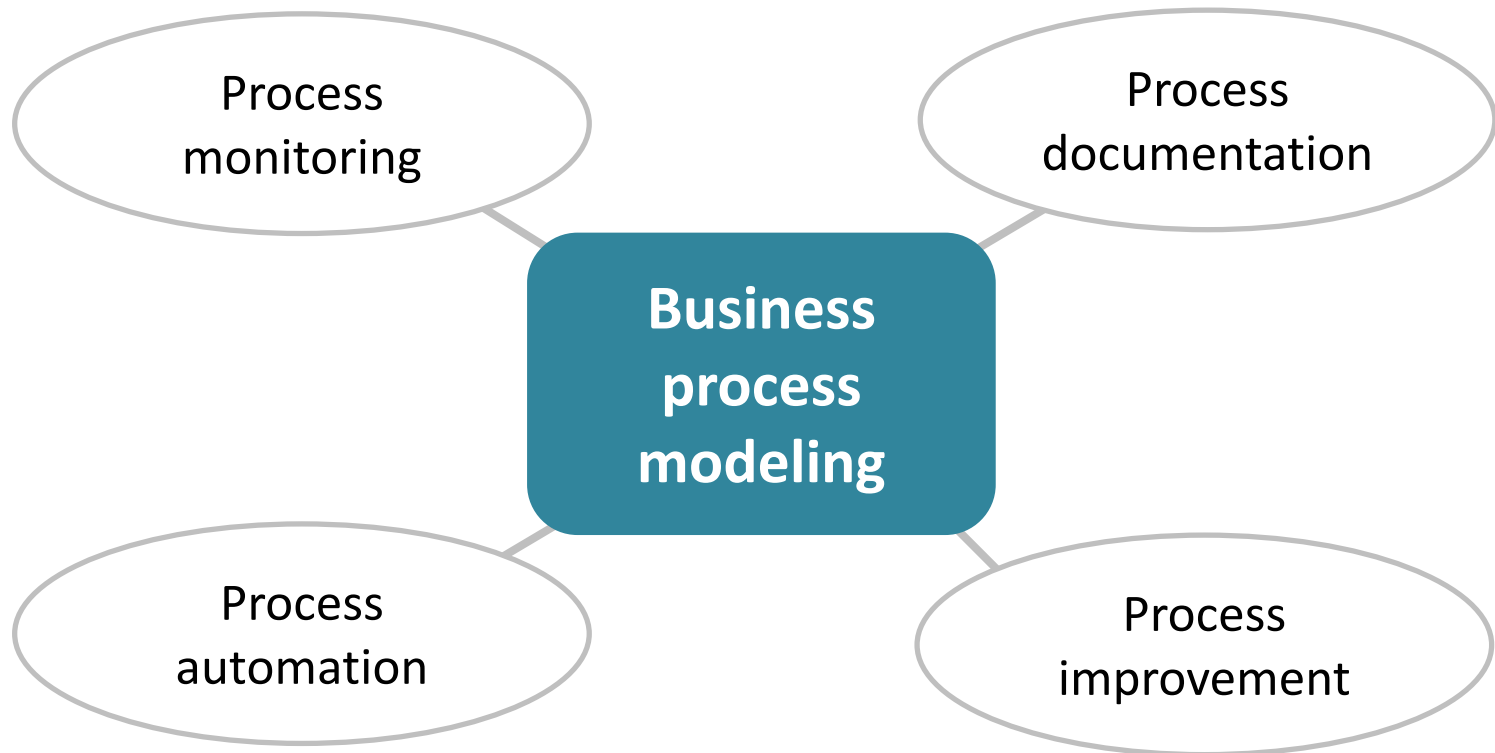 Process
monitoring
Process
documentation
Business
process
modeling
Process
automation
Process
improvement